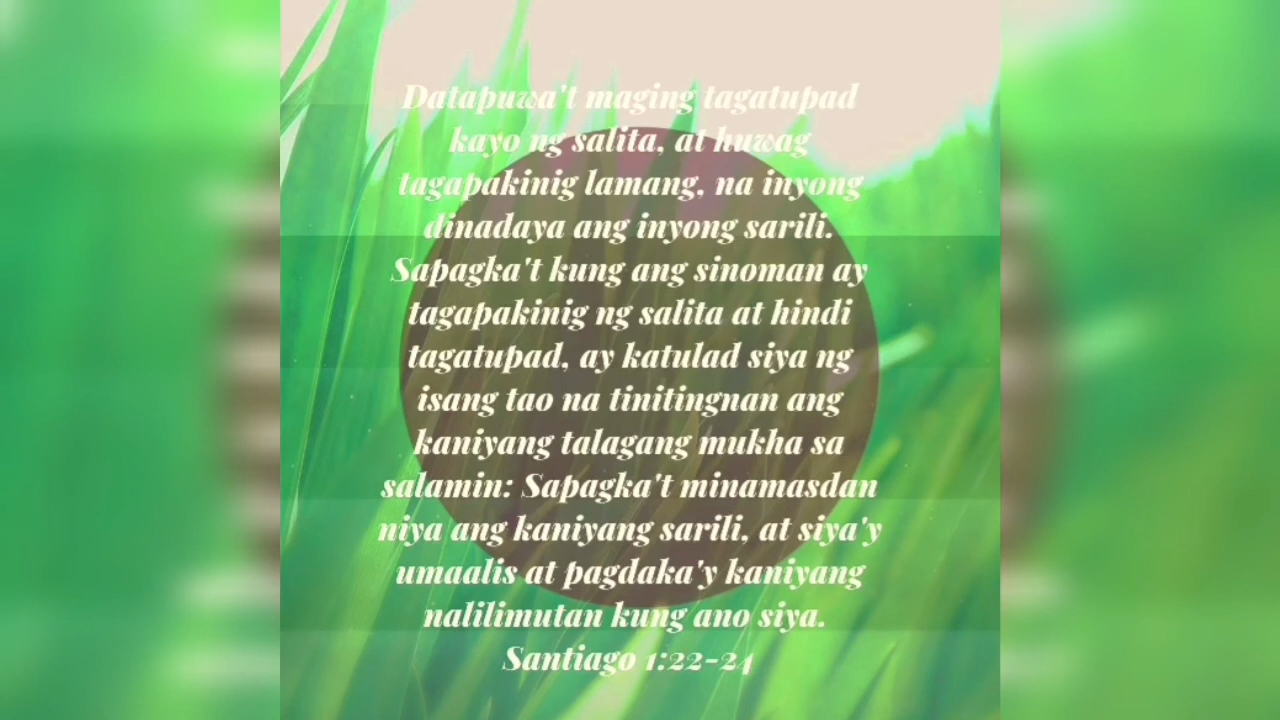 Datapuwa't maging tagatupad
kayo ng salita, at huwag
tagapakinig lamang, na inyong
dinadaya ang inyong sarili.
Sapagka't kung ang sinoman ay
tagapakinig ng salita at hindi
tagatupad, ay katulad siya ng
isang tao na tinitingnan ang
kaniyang talagang mukha sa
salamin: Sapagka't minamasdan
niya ang kaniyang sarili, at siya'y
umaalis at pagdaka'y kaniyang
nalilimutan kung ano siya.
Santiago 1:22-24